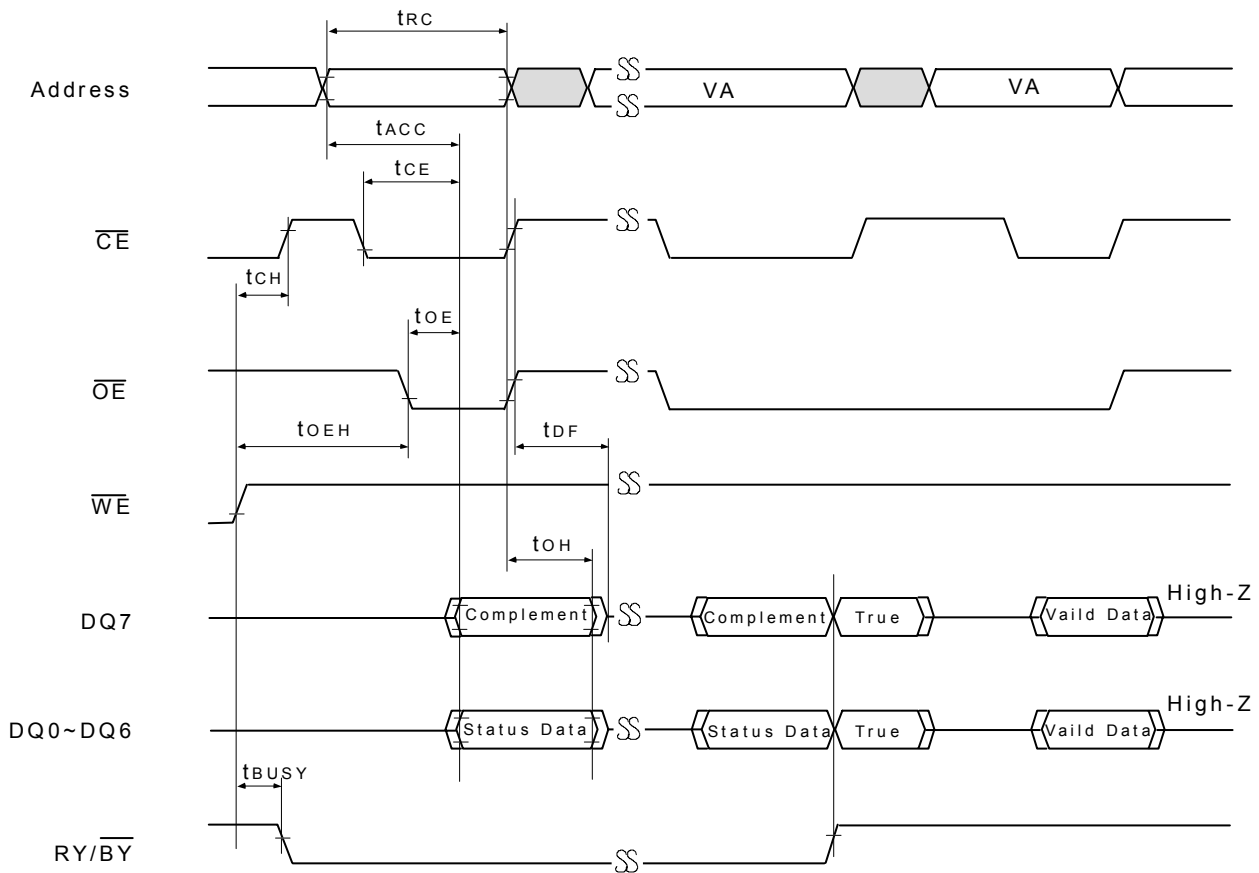 tRC
Address
VA
VA
tACC
tCE
CE
tCH
tOE
OE
tOEH
tDF
WE
tOH
DQ7
Complement
Complement
True
Vaild Data
High-Z
DQ0~DQ6
Status Data
Status Data
True
Vaild Data
High-Z
tBUSY
RY/BY